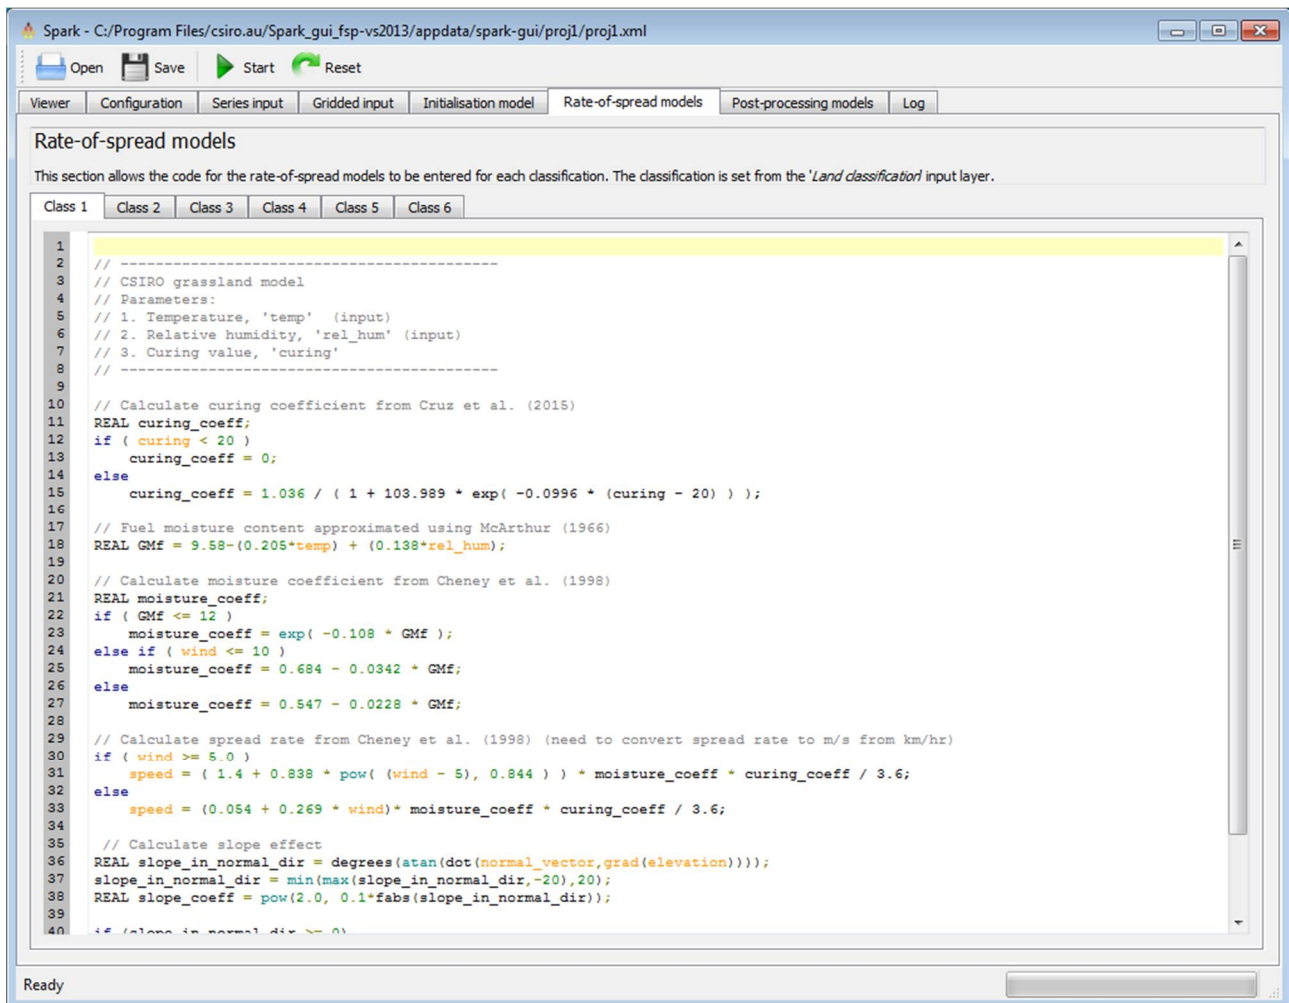 Spark - C:/Program Files/csiro.au/Spark_gui_fsp-vs2013/appdata/spark-gui/proj1/proj1.xml
Open Save Start Reset
Viewer Configuration Series input Gridded input Initialisation model Rate-of-spread models Post-processing models Log
Rate-of-spread models
This section allows the code for the rate-of-spread models to be entered for each classification. The classification is set from the 'Land classification' input layer.
Class 1 Class 2 Class 3 Class 4 Class 5 Class 6
1
2 // -------------------------------------------
3 // CSIRO grassland model
4 // Parameters:
5 // 1. Temperature, 'temp'  (input)
6 // 2. Relative humidity, 'rel_hum' (input)
7 // 3. Curing value, 'curing'
8 // -------------------------------------------
9
10 // Calculate curing coefficient from Cruz et al. (2015)
11 REAL curing_coeff;
12 if ( curing < 20 )
13     curing_coeff = 0;
14 else
15     curing_coeff = 1.036 / ( 1 + 103.989 * exp( -0.0996 * (curing - 20) ) );
16
17 // Fuel moisture content approximated using McArthur (1966)
18 REAL GMf = 9.58-(0.205*temp) + (0.138*rel_hum);
19
20 // Calculate moisture coefficient from Cheney et al. (1998)
21 REAL moisture_coeff;
22 if ( GMf <= 12 )
23     moisture_coeff = exp( -0.108 * GMf );
24 else if ( wind <= 10 )
25     moisture_coeff = 0.684 - 0.0342 * GMf;
26 else
27     moisture_coeff = 0.547 - 0.0228 * GMf;
28
29 // Calculate spread rate from Cheney et al. (1998) (need to convert spread rate to m/s from km/hr)
30 if ( wind >= 5.0 )
31     speed = ( 1.4 + 0.838 * pow( (wind - 5), 0.844 ) ) * moisture_coeff * curing_coeff / 3.6;
32 else
33     speed = (0.054 + 0.269 * wind)* moisture_coeff * curing_coeff / 3.6;
34
35  // Calculate slope effect
36 REAL slope_in_normal_dir = degrees(atan(dot(normal_vector,grad(elevation))));
37 slope_in_normal_dir = min(max(slope_in_normal_dir,-20),20);
38 REAL slope_coeff = pow(2.0, 0.1*fabs(slope_in_normal_dir));
39
40 if (slope_in_normal_dir >= 0)
Ready